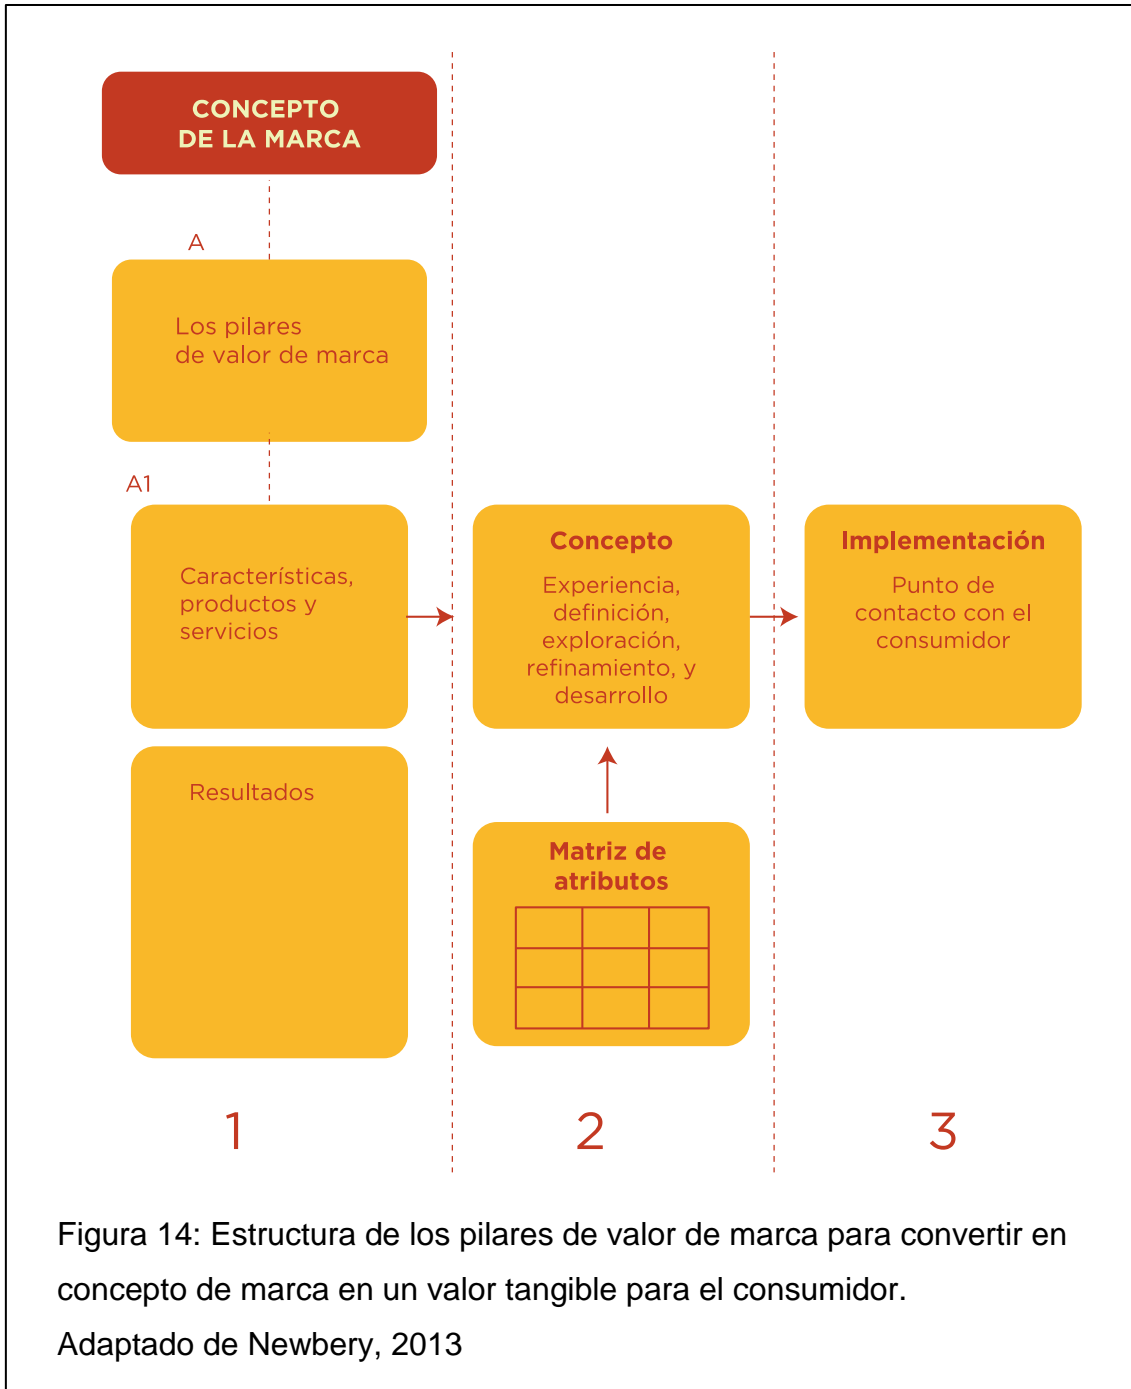 CONCEPTO
DE LA MARCA
A
Los pilares
de valor de marca
A1
Característísticas,
productos y
servicios
Concepto
Experiencia,
definición,
exploración,
refinamiento, y
desarrollo
Implementación
Punto de
contacto con el
consumidor
Resultados
Matriz de
atributos
1
2
3
Figura 14: Estructura de los pilares de valor de marca para convertir en
concepto de marca en un valor tangible para el consumidor.
Adaptado de Newbery, 2013